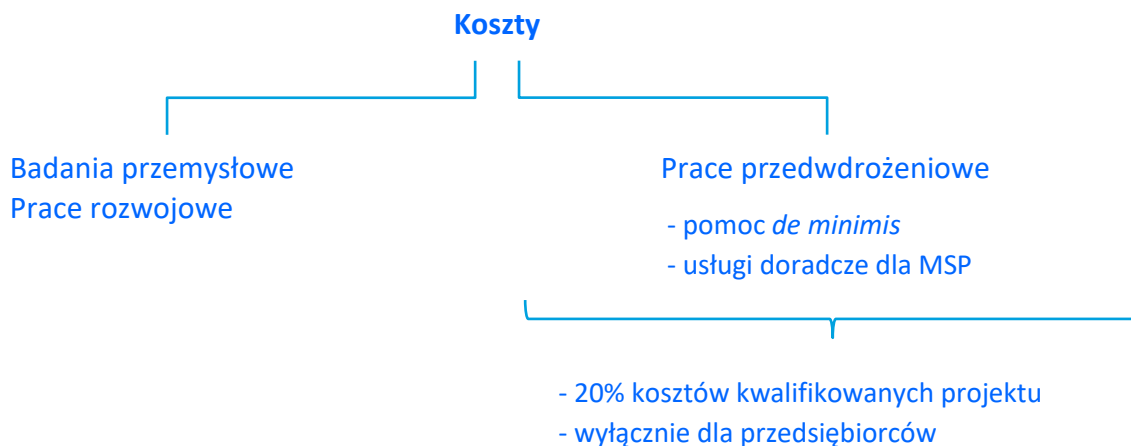 Koszty
Badania przemysłowe
Prace rozwojowe
Prace przedwdrożeniowe
- pomoc de minimis
- usługi doradcze dla MSP
- 20% kosztów kwalifikowanych projektu
- wyłącznie dla przedsiębiorców